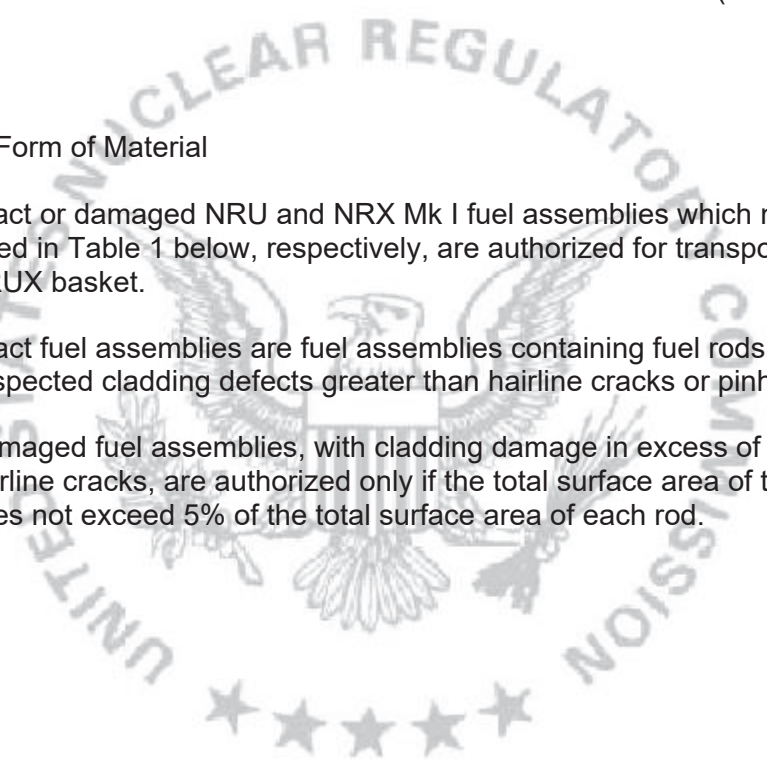 UNITED STATES NUCLEAR REGULATORY COMMISSION
Form of Material
act or damaged NRU and NRX Mk I fuel assemblies which
ed in Table 1 below, respectively, are authorized for transpo
RUX basket.
act fuel assemblies are fuel assemblies containing fuel rods
spected cladding defects greater than hairline cracks or pinh
maged fuel assemblies, with cladding damage in excess of
rline cracks, are authorized only if the total surface area of t
es not exceed 5% of the total surface area of each rod.